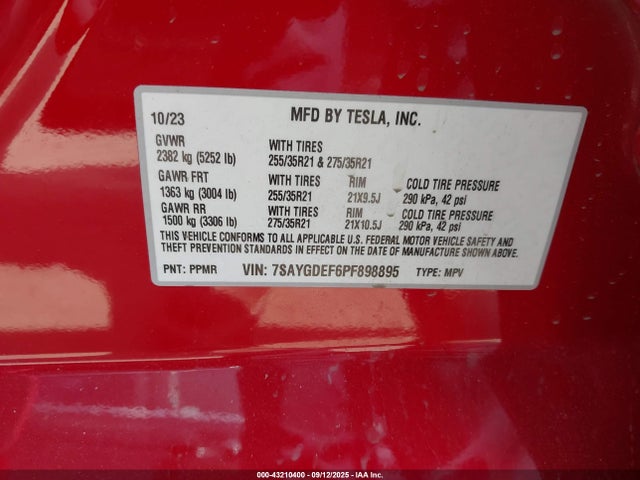 10/23 MFD BY TESLA, INC.
GVWR WITH TIRES
2382 kg (5252 lb) 255/35R21 & 275/35R21
GAWR FRT WITH TIRES RIM COLD TIRE PRESSURE
1363 kg (3004 lb) 255/35R21 21X9.5J 290 kPa, 42 psi
GAWR RR WITH TIRES RIM COLD TIRE PRESSURE
1500 kg (3306 lb) 275/35R21 21X10.5J 290 kPa, 42 psi
THIS VEHICLE CONFORMS TO ALL APPLICABLE U.S. FEDERAL MOTOR VEHICLE SAFETY AND
THEFT PREVENTION STANDARDS IN EFFECT ON THE DATE OF MANUFACTURE SHOWN ABOVE.
PNT: PPMR VIN: 7SAYGDEF6PF898895 TYPE: MPV
000-43210400 - 09/12/2025 - IAA Inc.